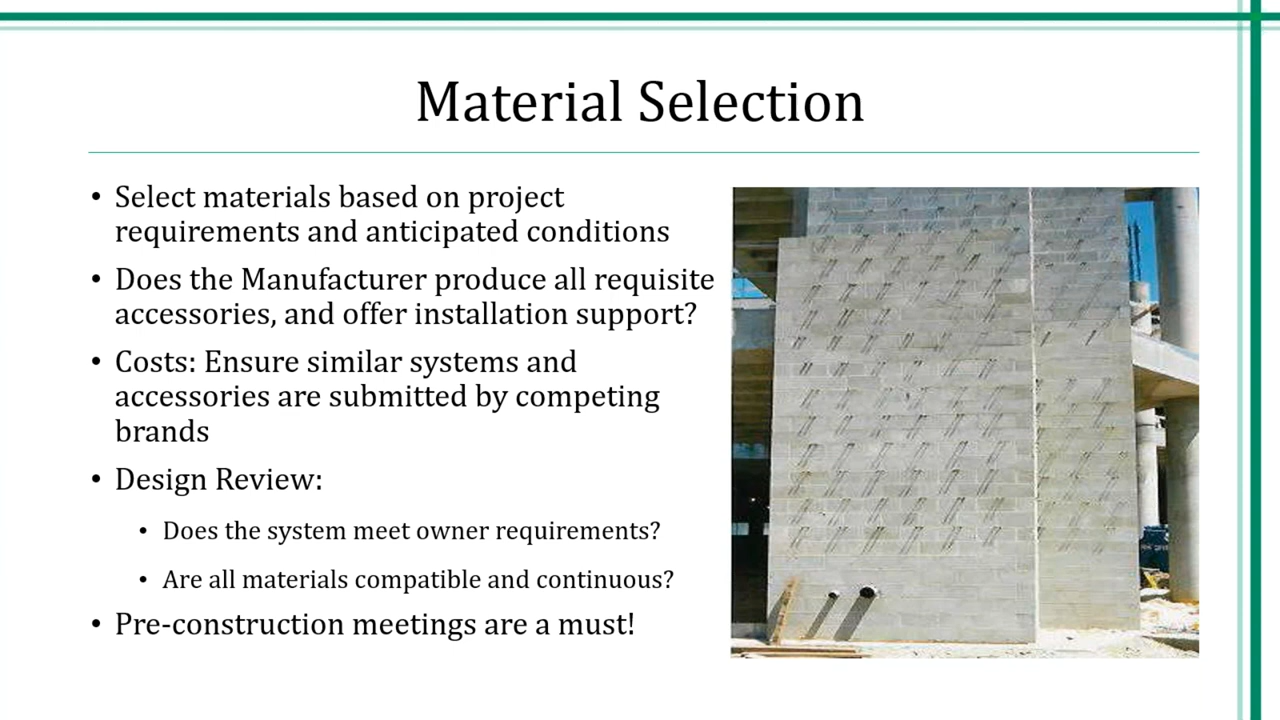 Material Selection
• Select materials based on project
requirements and anticipated conditions
• Does the Manufacturer produce all requisite
accessories, and offer installation support?
• Costs: Ensure similar systems and
accessories are submitted by competing
brands
• Design Review:
• Does the system meet owner requirements?
• Are all materials compatible and continuous?
• Pre-construction meetings are a must!